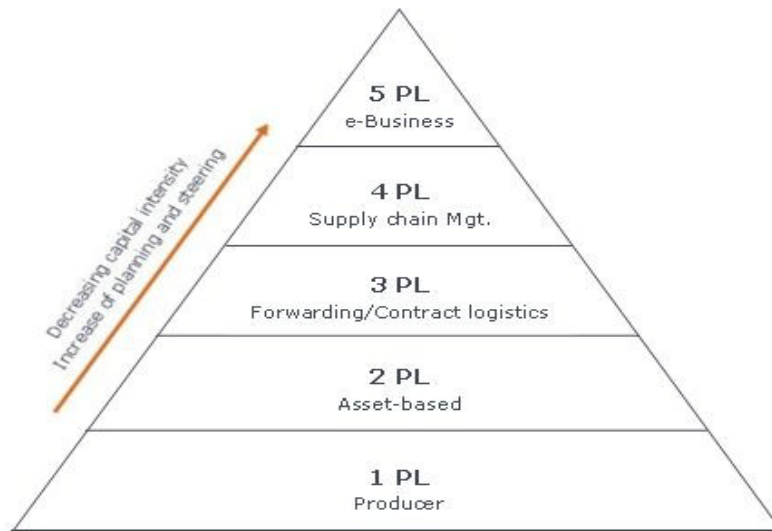 5 PL
e-Business
4 PL
Supply chain Mgt.
3 PL
Forwarding/Contract logistics
2 PL
Asset-based
1 PL
Producer
Decreasing capital intensity
Increase of planning and steering